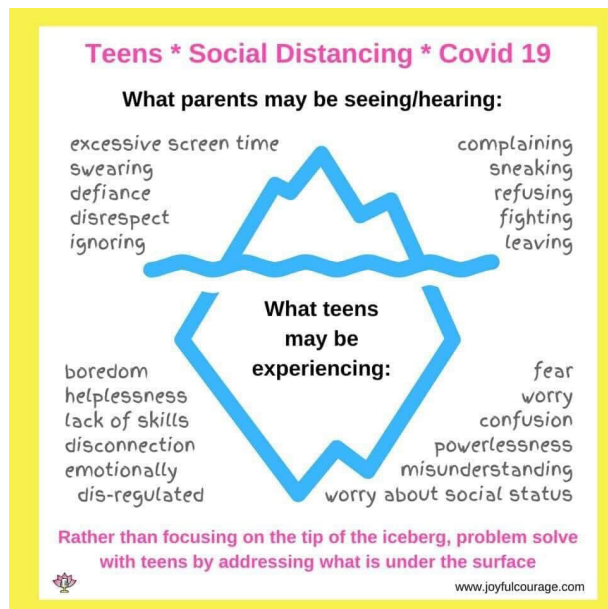 Teens * Social Distancing * Covid 19
What parents may be seeing/hearing:
excessive screen time
swearing
defiance
disrespect
ignoring
complaining
sneaking
refusing
fighting
leaving
What teens
may be
experiencing:
boredom
helplessness
lack of skills
disconnection
emotionally
dis-regulated
fear
worry
confusion
powerlessness
misunderstanding
worry about social status
Rather than focusing on the tip of the iceberg, problem solve
with teens by addressing what is under the surface
www.joyfulcourage.com